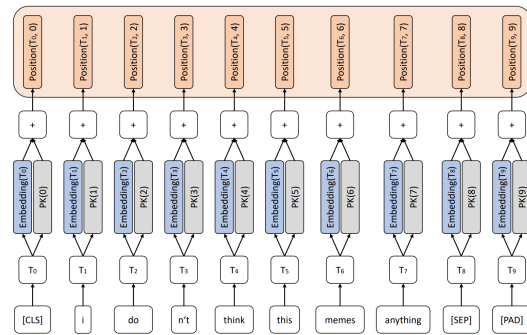 Position(T0, 0) Position(T1, 1) Position(T2, 2) Position(T3, 3) Position(T4, 4) Position(T5, 5) Position(T6, 6) Position(T7, 7) Position(T8, 8) Position(T9, 9)
+ + + + + + + + + +
Embedding(T0) PK(0) Embedding(T1) PK(1) Embedding(T2) PK(2) Embedding(T3) PK(3) Embedding(T4) PK(4) Embedding(T5) PK(5) Embedding(T6) PK(6) Embedding(T7) PK(7) Embedding(T8) PK(8) Embedding(T9) PK(9)
T0 T1 T2 T3 T4 T5 T6 T7 T8 T9
[CLS] i do n't think this memes anything [SEP] [PAD]